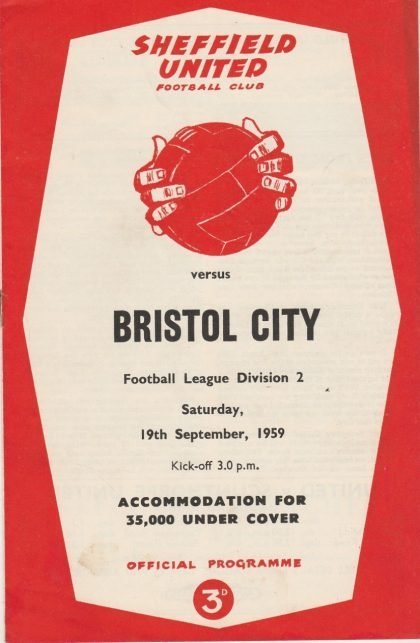 SHEFFIELD
UNITED
FOOTBALL CLUB
versus
BRISTOL CITY
Football League Division 2
Saturday,
19th September, 1959
Kick-off 3.0 p.m.
ACCOMMODATION FOR
35,000 UNDER COVER
OFFICIAL PROGRAMME
3D